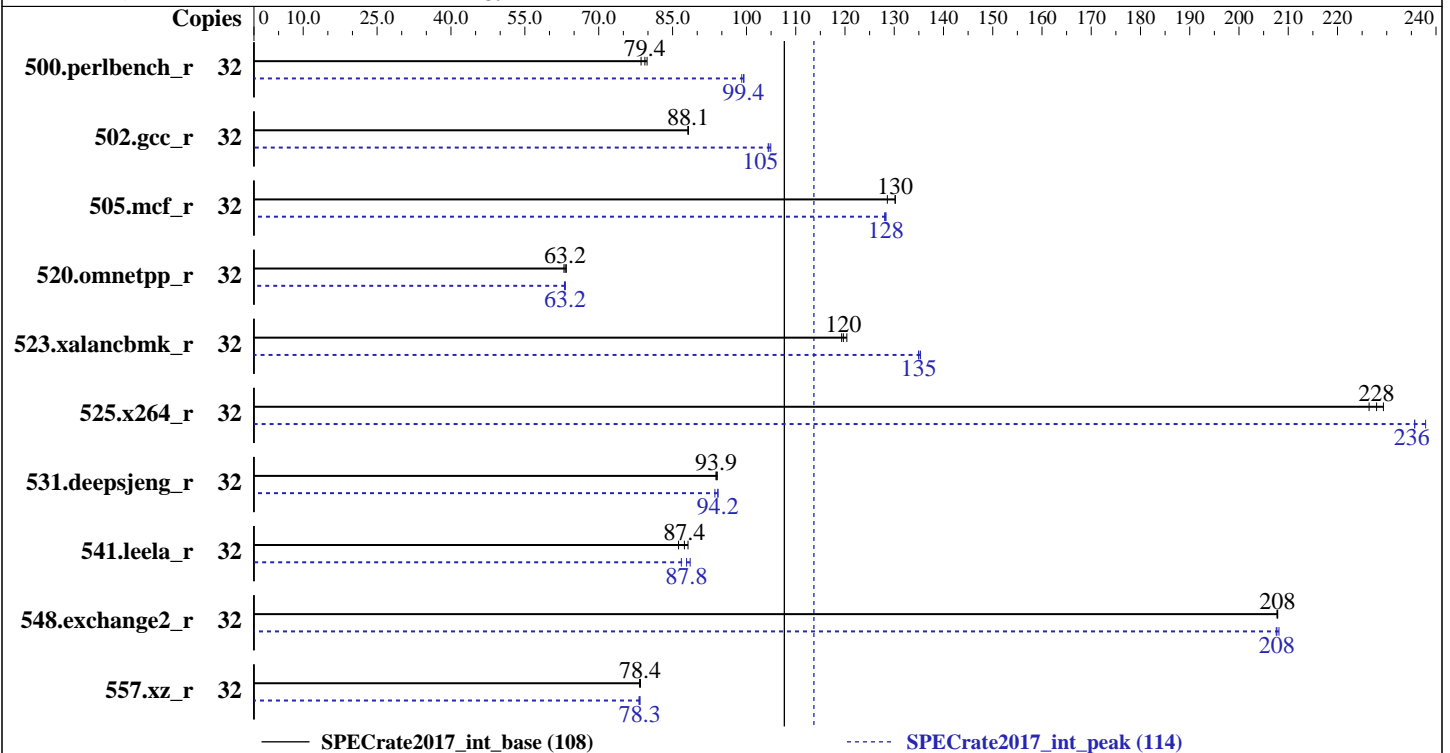 Copies 0 10.0 25.0 40.0 55.0 70.0 85.0 100 110 120 130 140 150 160 170 180 190 200 210 220 240
79.4
500.perlbench_r 32
99.4
88.1
502.gcc_r 32
105
130
505.mcf_r 32
128
63.2
520.omnetpp_r 32
63.2
120
523.xalancbmk_r 32
135
228
525.x264_r 32
236
93.9
531.deepsjeng_r 32
94.2
87.4
541.leela_r 32
87.8
208
548.exchange2_r 32
208
78.4
557.xz_r 32
78.3
SPECrate2017_int_base (108) SPECrate2017_int_peak (114)